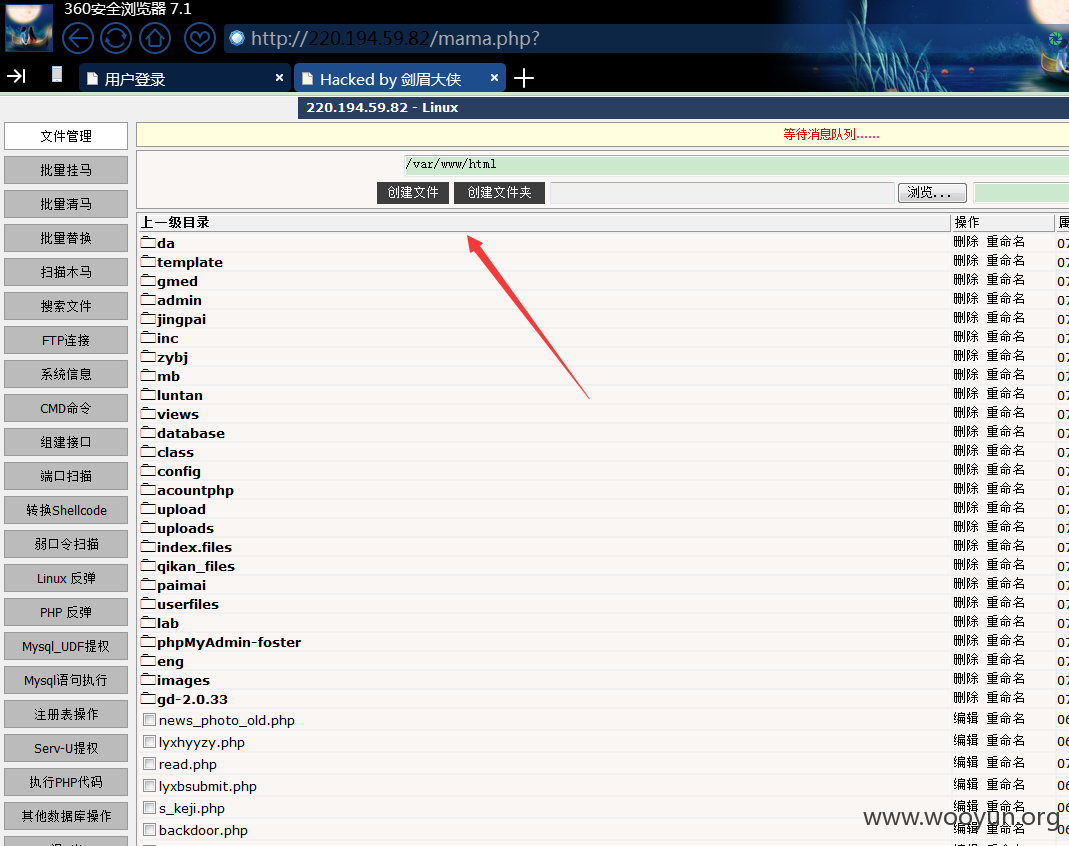 360安全浏览器 7.1
http://220.194.59.82/mama.php?
用户登录 × Hacked by 剑眉大侠 ×
220.194.59.82 - Linux
文件管理
批量挂马
批量清马
批量替换
扫描木马
搜索文件
FTP连接
系统信息
CMD命令
组建接口
端口扫描
转换Shellcode
弱口令扫描
Linux 反弹
PHP 反弹
Mysql_UDF提权
Mysql语句执行
注册表操作
Serv-U提权
执行PHP代码
其他数据库操作
等待消息队列......
/var/www/html
创建文件 创建文件夹 浏览...
上一级目录 操作 属
da 删除 重命名 07
template 删除 重命名 07
gmed 删除 重命名 07
admin 删除 重命名 07
jingpai 删除 重命名 07
inc 删除 重命名 07
zybj 删除 重命名 07
mb 删除 重命名 07
luntan 删除 重命名 07
views 删除 重命名 07
database 删除 重命名 07
class 删除 重命名 07
config 删除 重命名 07
acountphp 删除 重命名 07
upload 删除 重命名 07
uploads 删除 重命名 07
index.files 删除 重命名 07
qikan_files 删除 重命名 07
paimai 删除 重命名 07
userfiles 删除 重命名 07
lab 删除 重命名 07
phpMyAdmin-foster 删除 重命名 07
eng 删除 重命名 07
images 删除 重命名 07
gd-2.0.33 删除 重命名 07
news_photo_old.php 编辑 重命名 06
lyxhyyzy.php 编辑 重命名 06
read.php 编辑 重命名 07
lyxbsubmit.php 编辑 重命名 06
s_keji.php 编辑 重命名 06
backdoor.php 编辑 重命名 06
www.wooyun.org